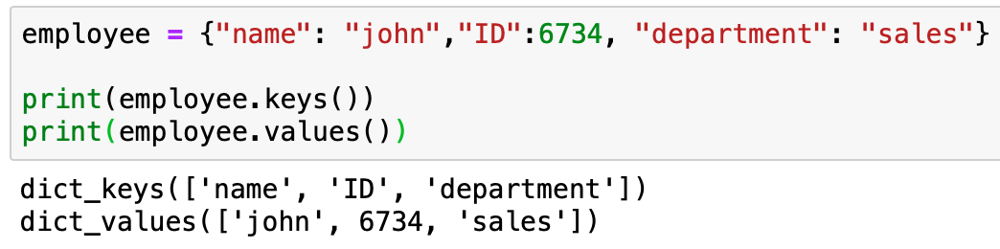 employee = {"name": "john","ID":6734, "department": "sales"}
print(employee.keys())
print(employee.values())
dict_keys(['name', 'ID', 'department'])
dict_values(['john', 6734, 'sales'])